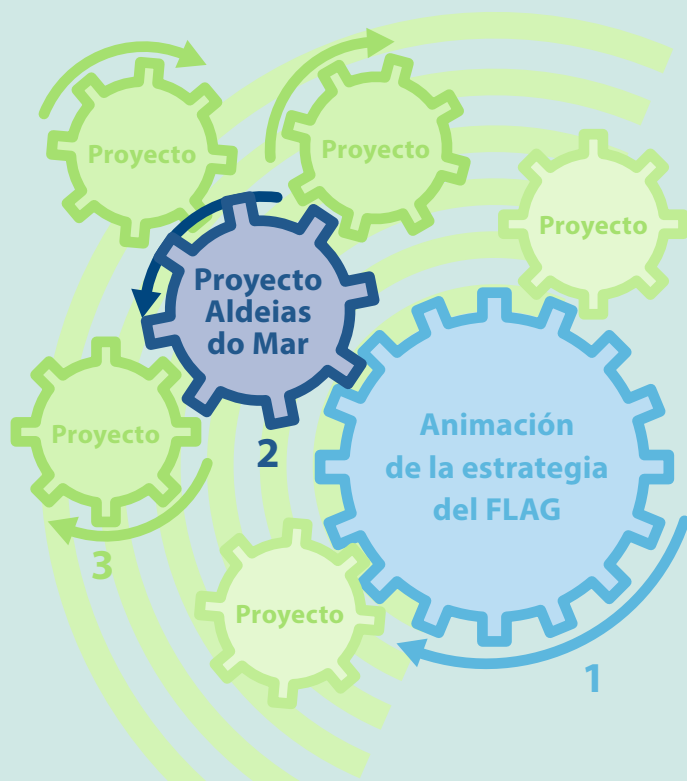 Proyecto
Proyecto
Proyecto
Proyecto
Aldeias
do Mar
2
Proyecto
3
Animación
de la estrategia
del FLAG
1
Proyecto